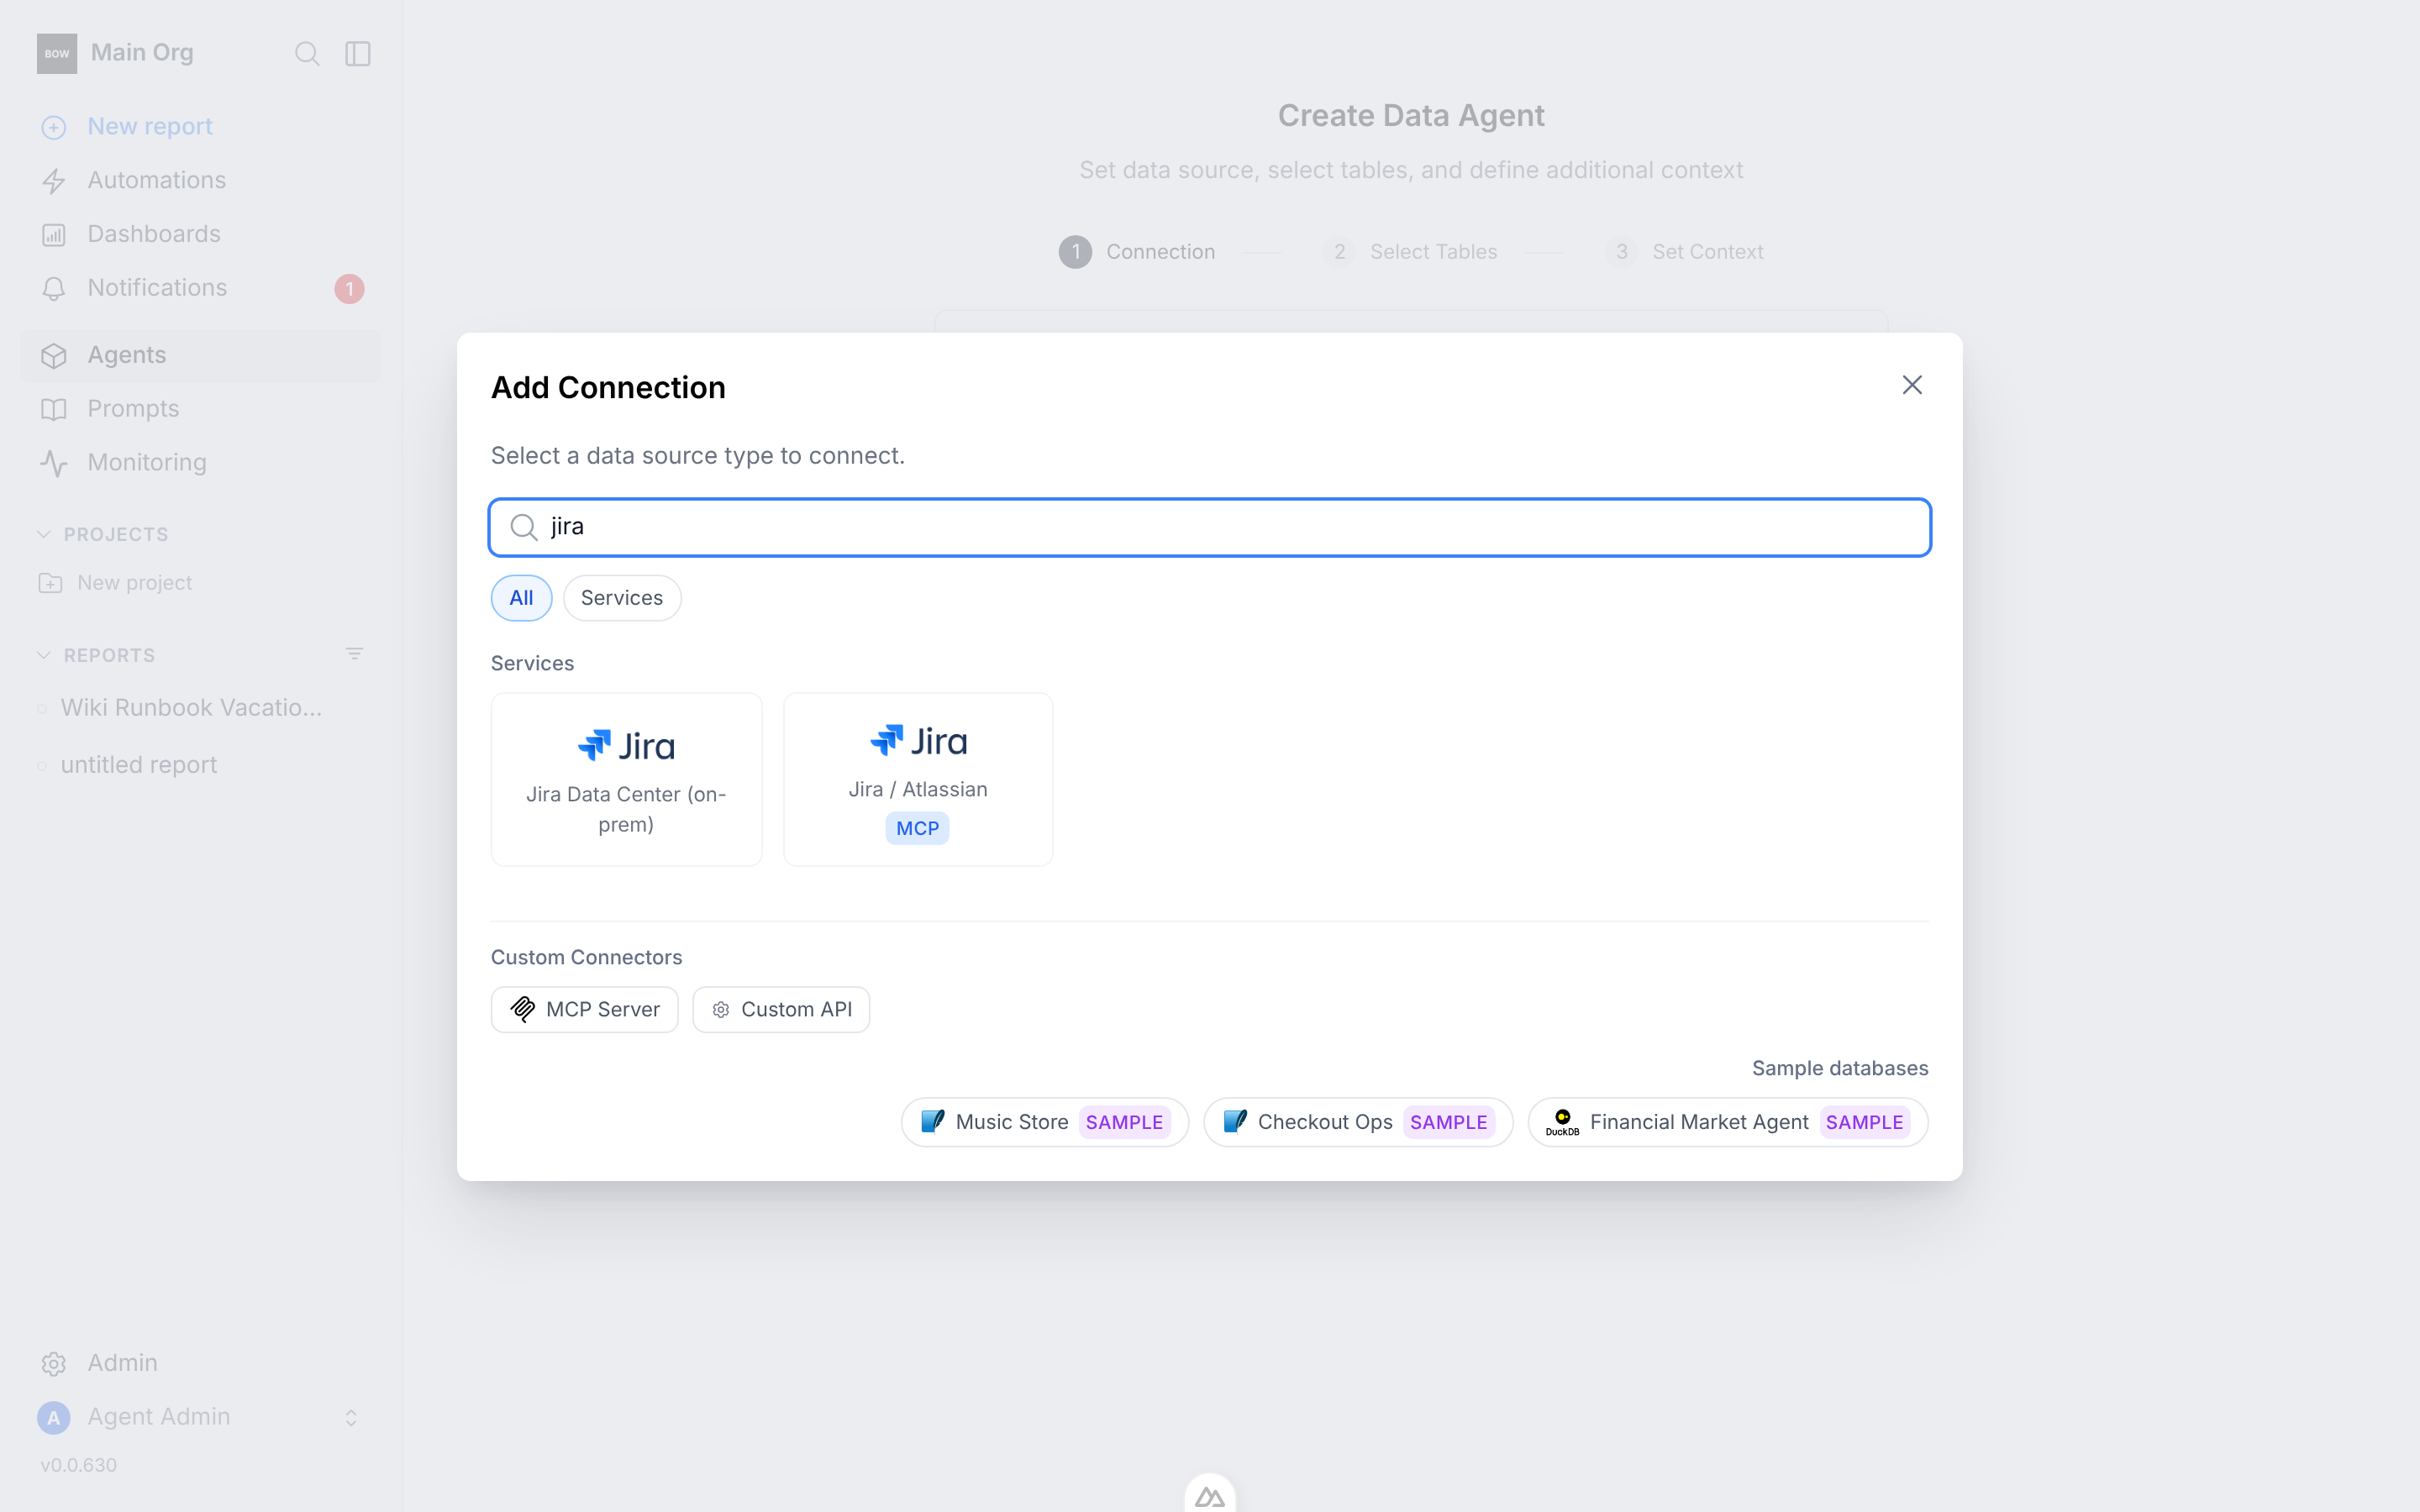 BOW
Main Org
New report
Automations
Dashboards
Notifications
1
Agents
Prompts
Monitoring
PROJECTS
New project
REPORTS
Wiki Runbook Vacatio...
untitled report
Admin
A
Agent Admin
v0.0.630
Create Data Agent
Set data source, select tables, and define additional context
1 Connection
2 Select Tables
3 Set Context
Add Connection
Select a data source type to connect.
jira
All
Services
Services
Jira
Jira Data Center (on-
prem)
Jira
Jira / Atlassian
MCP
Custom Connectors
MCP Server
Custom API
Sample databases
Music Store SAMPLE
Checkout Ops SAMPLE
DuckDB
Financial Market Agent SAMPLE